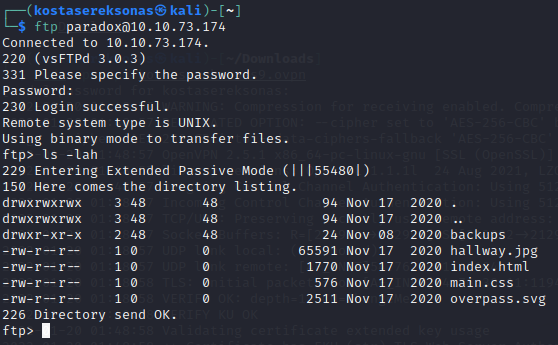 ┌──(kostasereksonas㉿kali)-[~]
└─$ ftp paradox@10.10.73.174
Connected to 10.10.73.174.
220 (vsFTPd 3.0.3)
331 Please specify the password.
Password:
230 Login successful.
Remote system type is UNIX.
Using binary mode to transfer files.
ftp> ls -lah
229 Entering Extended Passive Mode (|||55480|)
150 Here comes the directory listing.
drwxrwxrwx    3 48       48             94 Nov 17  2020 .
drwxrwxrwx    3 48       48             94 Nov 17  2020 ..
drwxr-xr-x    2 48       48             24 Nov 08  2020 backups
-rw-r--r--    1 0        0           65591 Nov 17  2020 hallway.jpg
-rw-r--r--    1 0        0            1770 Nov 17  2020 index.html
-rw-r--r--    1 0        0             576 Nov 17  2020 main.css
-rw-r--r--    1 0        0            2511 Nov 17  2020 overpass.svg
226 Directory send OK.
ftp>